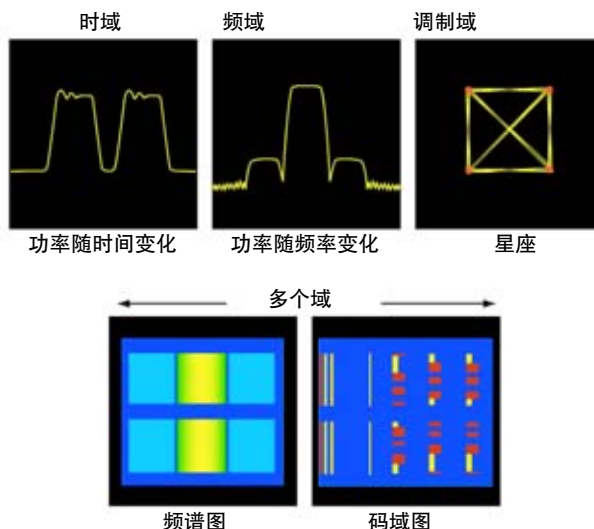 时域
频域
调制域
功率随时间变化
功率随频率变化
星座
多个域
频谱图
码域图